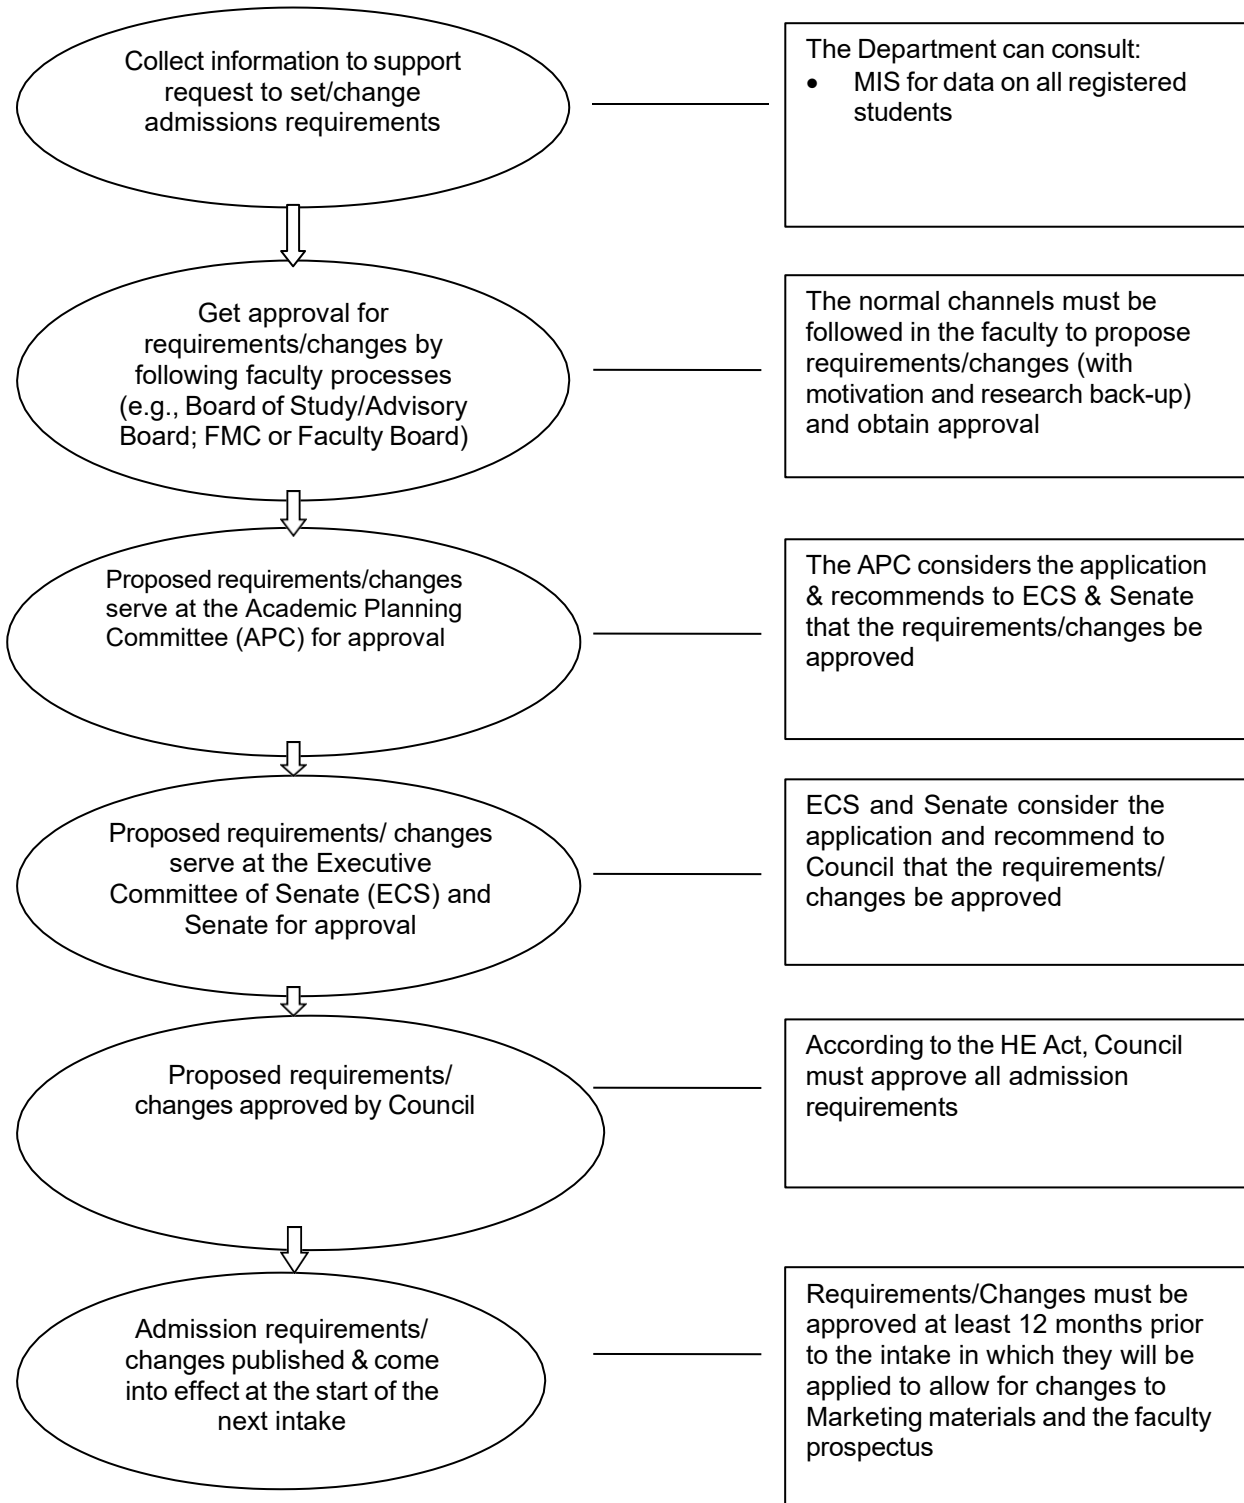 Collect information to support
request to set/change
admissions requirements
The Department can consult:
• MIS for data on all registered
students
Get approval for
requirements/changes by
following faculty processes
(e.g., Board of Study/Advisory
Board; FMC or Faculty Board)
The normal channels must be
followed in the faculty to propose
requirements/changes (with
motivation and research back-up)
and obtain approval
Proposed requirements/changes
serve at the Academic Planning
Committee (APC) for approval
The APC considers the application
& recommends to ECS & Senate
that the requirements/changes be
approved
Proposed requirements/ changes
serve at the Executive
Committee of Senate (ECS) and
Senate for approval
ECS and Senate consider the
application and recommend to
Council that the requirements/
changes be approved
Proposed requirements/
changes approved by Council
According to the HE Act, Council
must approve all admission
requirements
Admission requirements/
changes published & come
into effect at the start of the
next intake
Requirements/Changes must be
approved at least 12 months prior
to the intake in which they will be
applied to allow for changes to
Marketing materials and the faculty
prospectus